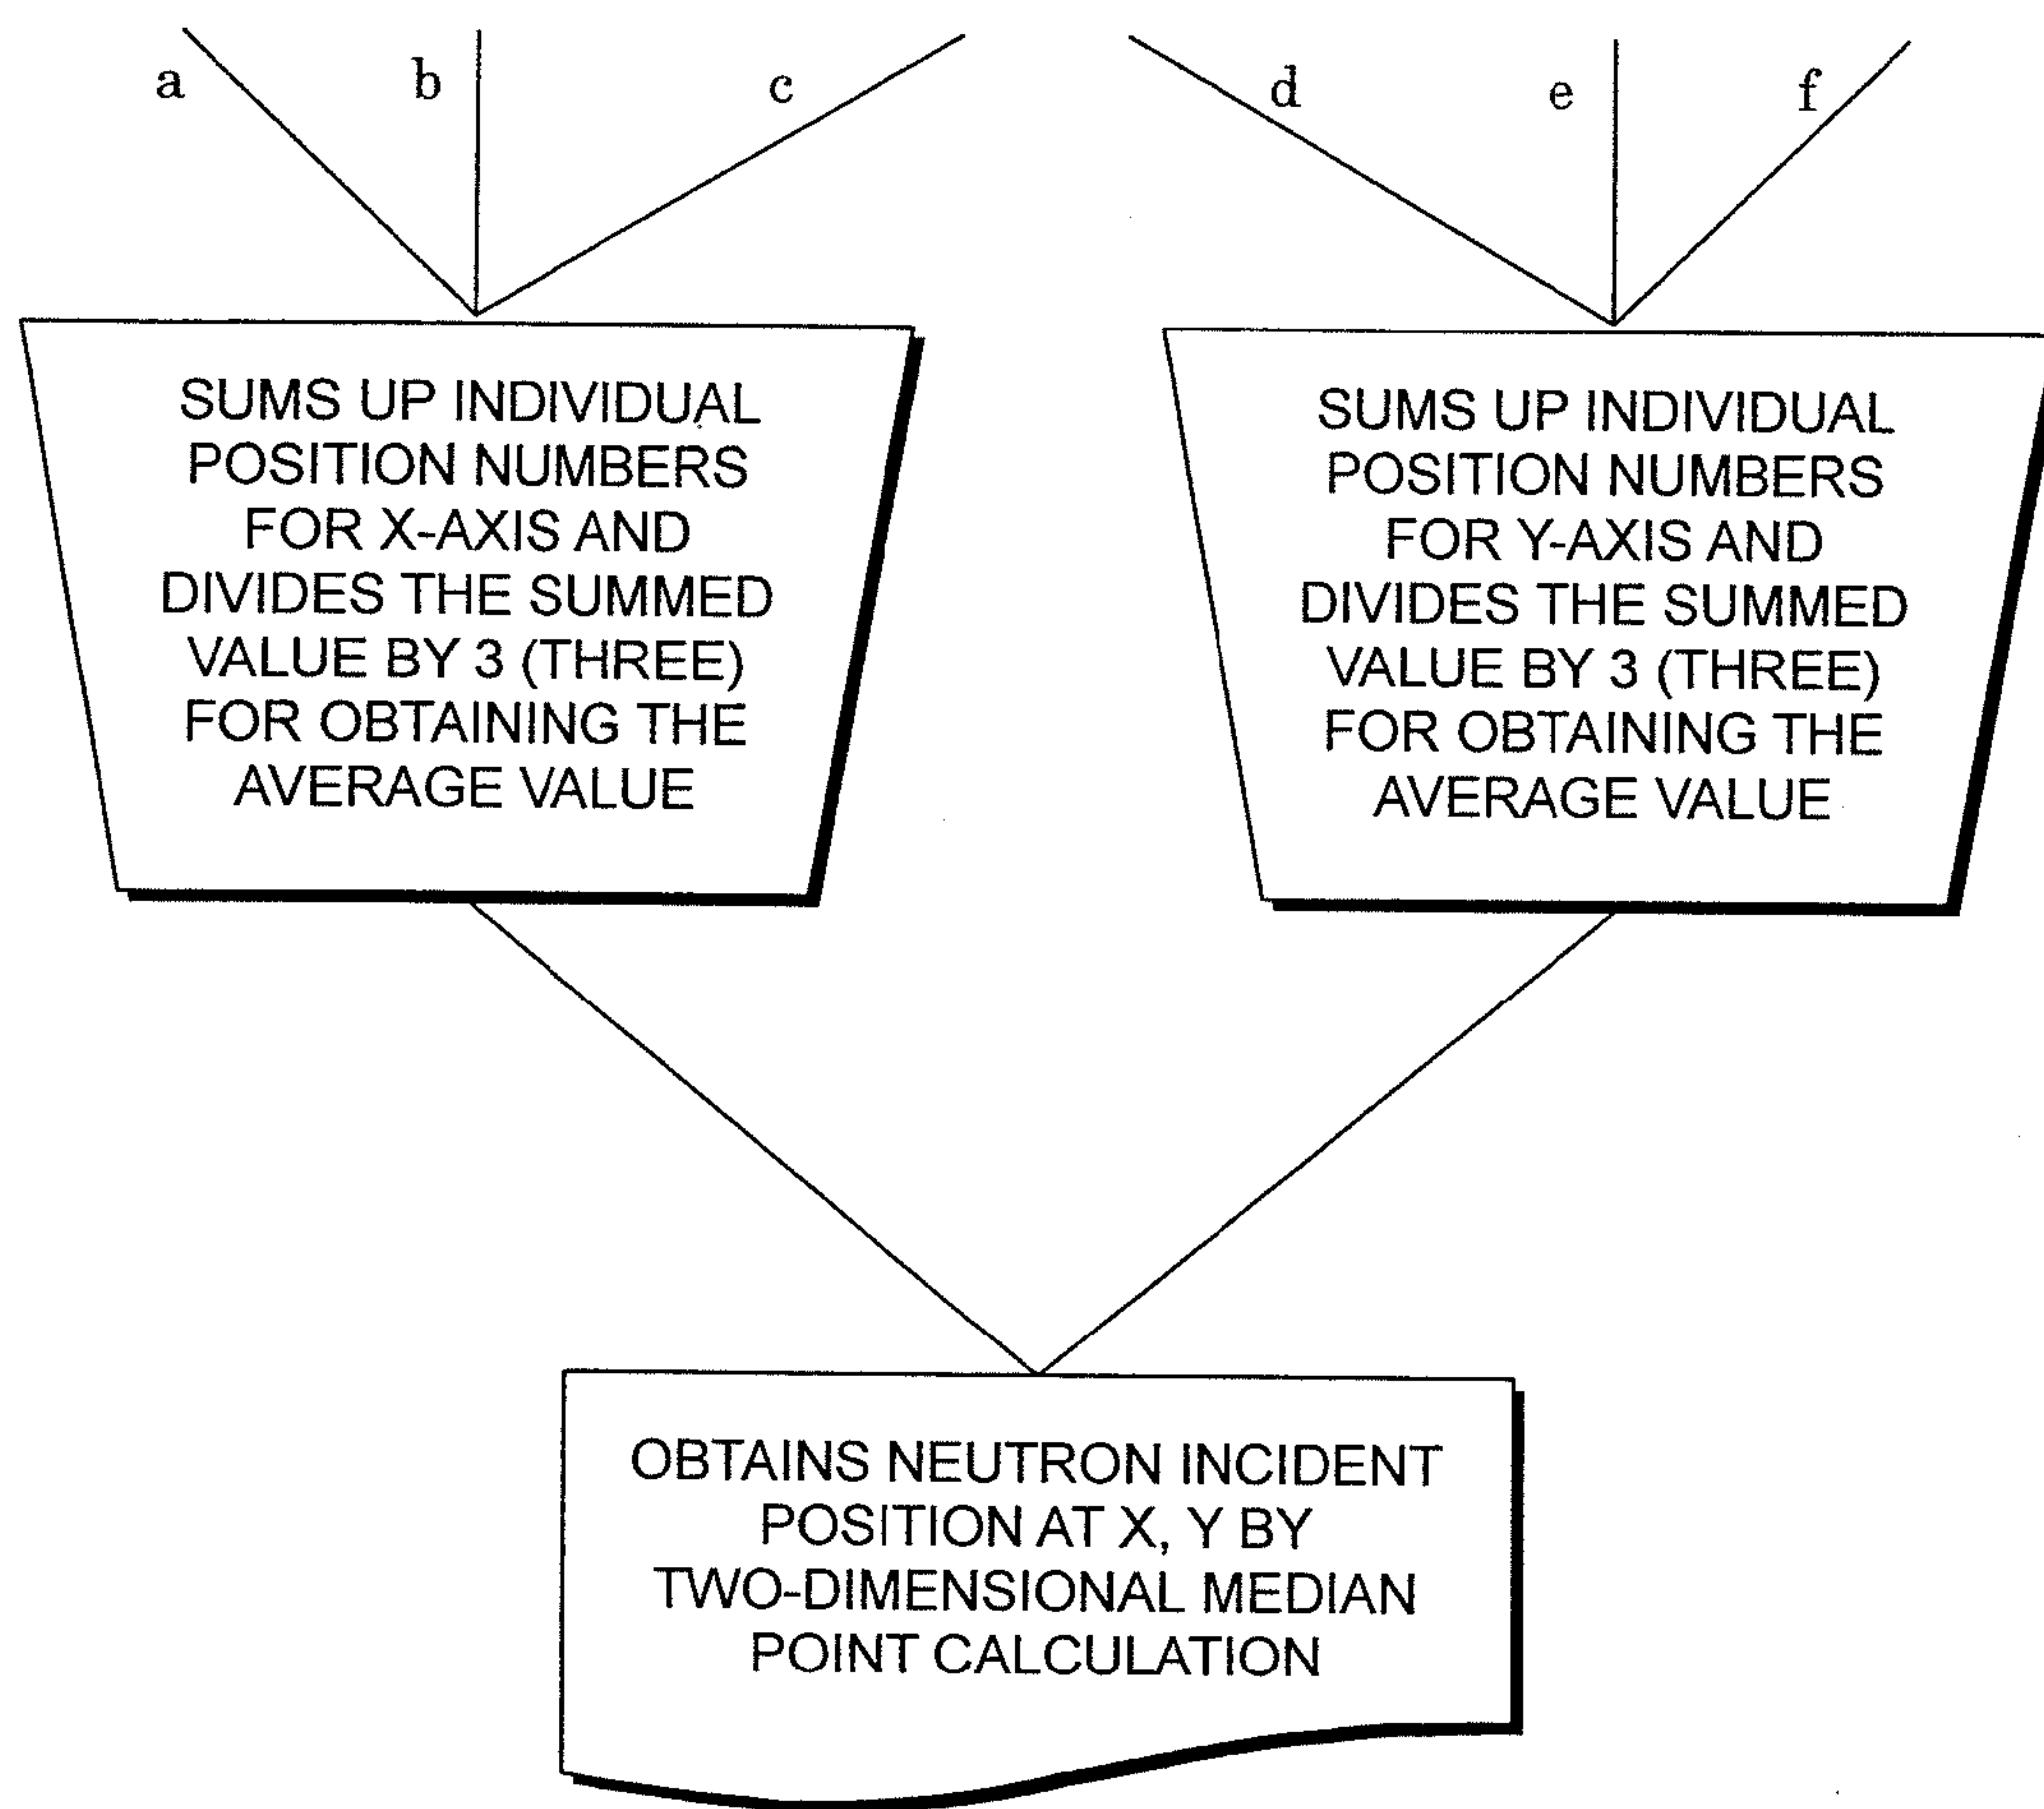 a b c d e f
SUMS UP INDIVIDUAL
POSITION NUMBERS
FOR X-AXIS AND
DIVIDES THE SUMMED
VALUE BY 3 (THREE)
FOR OBTAINING THE
AVERAGE VALUE
SUMS UP INDIVIDUAL
POSITION NUMBERS
FOR Y-AXIS AND
DIVIDES THE SUMMED
VALUE BY 3 (THREE)
FOR OBTAINING THE
AVERAGE VALUE
OBTAINS NEUTRON INCIDENT
POSITION AT X, Y BY
TWO-DIMENSIONAL MEDIAN
POINT CALCULATION